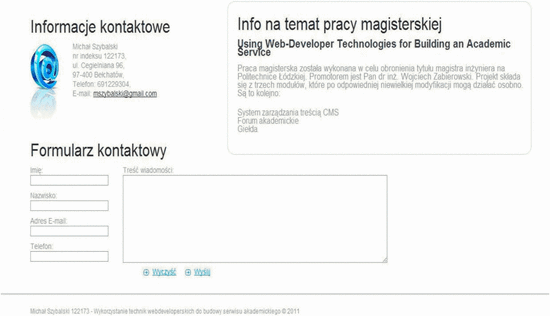 Informacje kontaktowe
Michał Szybalski
nr indeksu 122173,
ul. Cegielniana 96,
97-400 Bełchatów,
Telefon: 691229304,
E-mail: mszybalski@gmail.com
Info na temat pracy magisterskiej
Using Web-Developer Technologies for Building an Academic
Service
Praca magisterska została wykonana w celu obronienia tytułu magistra inżyniera na
Politechnice Łódzkiej. Promotorem jest Pan dr inż. Wojciech Zabierowski. Projekt składa
się z trzech modułów, które po odpowiedniej niewielkiej modyfikacji mogą działać osobno.
Są to kolejno:
System zarządzania treścią CMS
Forum akademickie
Giełda
Formularz kontaktowy
Imię:
Treść wiadomości:
Nazwisko:
Adres E-mail:
Telefon:
Wyczyść
Wyślij
Michał Szybalski 122173 - Wykocystanie technik webdeweloperskich do budowy serwisu akademickiego © 2011